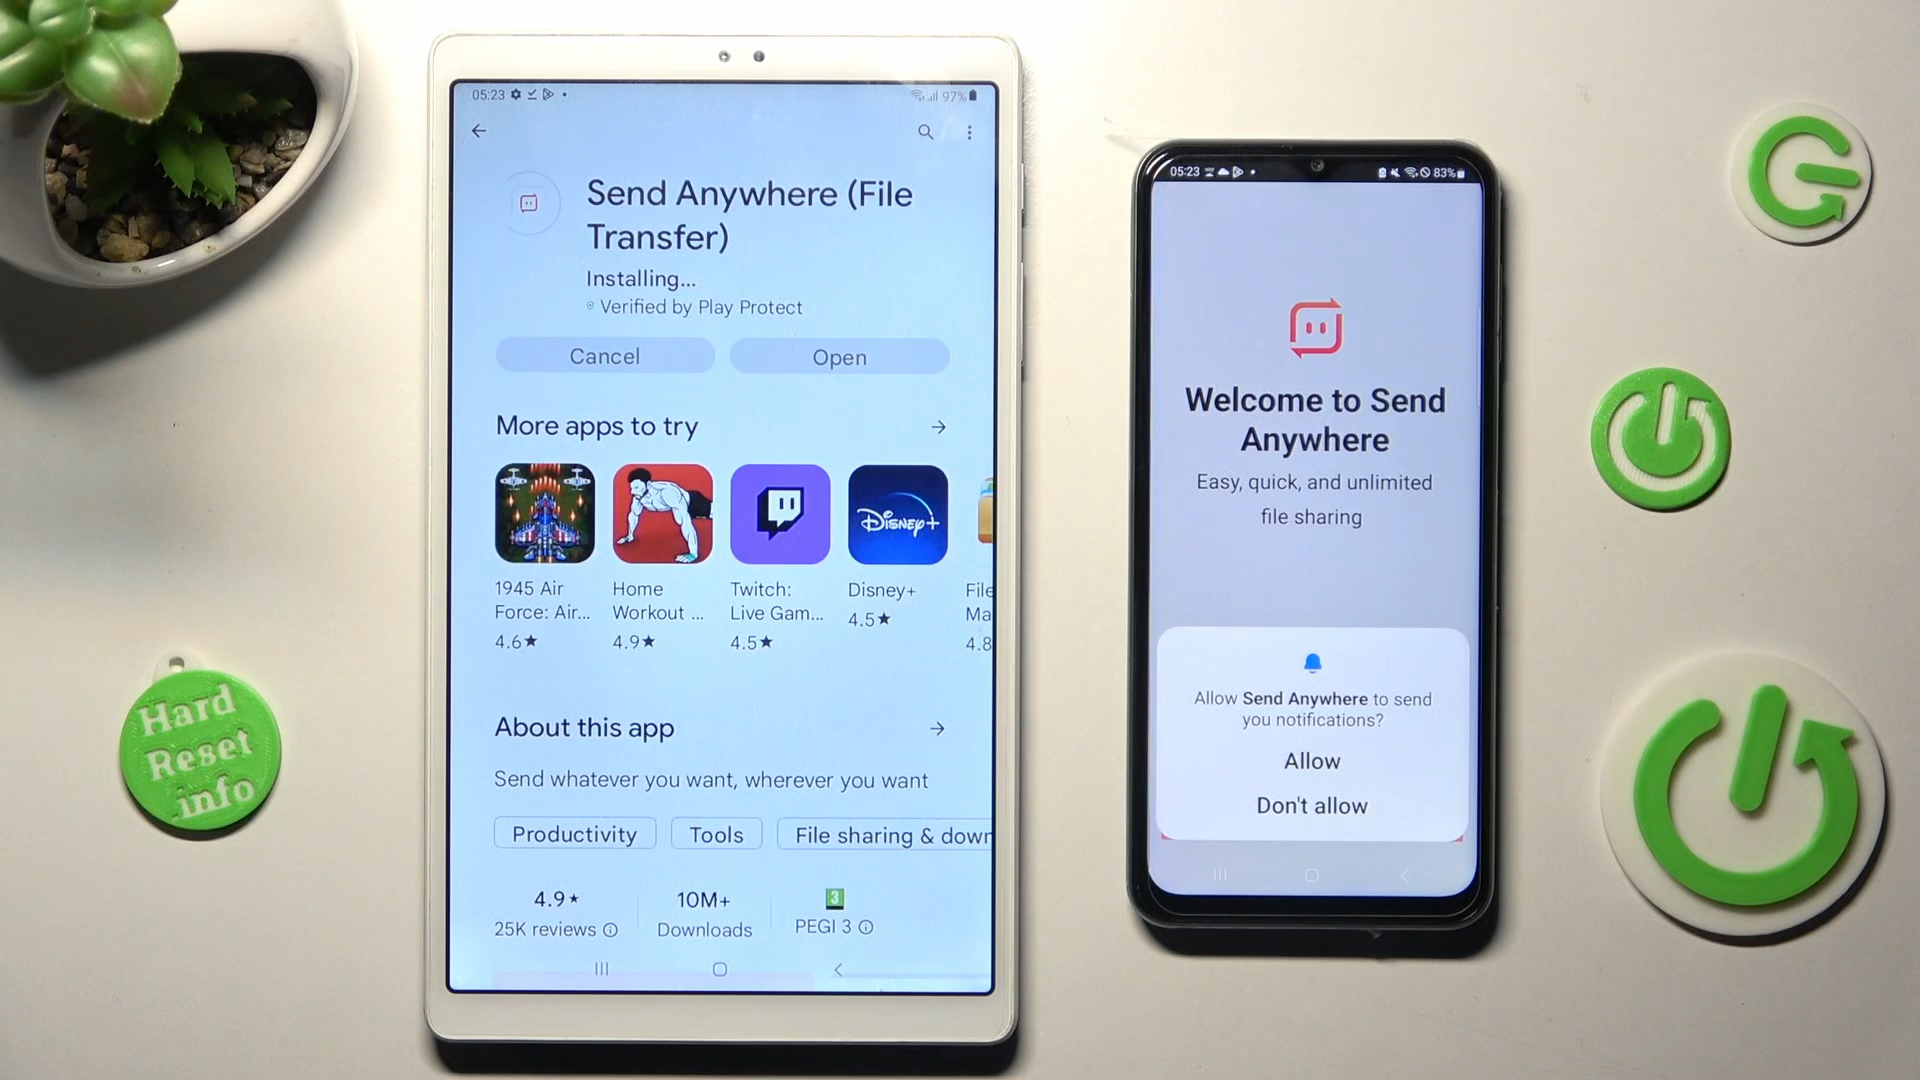 05:23
97%
Send Anywhere (File
Transfer)
Installing...
Verified by Play Protect
Cancel
Open
More apps to try
DISNEY+
1945 Air
Force: Air...
4.6★
Home
Workout ...
4.9★
Twitch:
Live Gam...
4.5★
Disney+
4.5★
File
Ma
4.8
About this app
Send whatever you want, wherever you want
Productivity
Tools
File sharing & down
4.9★
25K reviews
10M+
Downloads
3
PEGI 3
05:23
83%
Welcome to Send
Anywhere
Easy, quick, and unlimited
file sharing
Allow Send Anywhere to send
you notifications?
Allow
Don't allow
Hard
Reset
.info